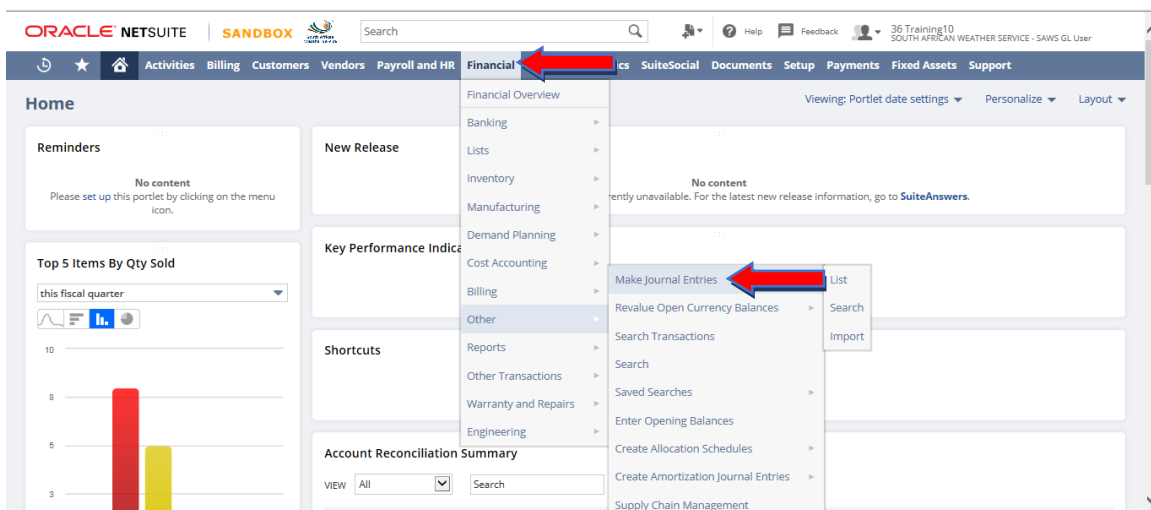 ORACLE NETSUITE SANDBOX Search Help Feedback 36 Training10
SOUTH AFRICAN WEATHER SERVICE - SAWS GL User
Activities Billing Customers Vendors Payroll and HR Financial cs SuiteSocial Documents Setup Payments Fixed Assets Support
Home
Viewing: Portlet date settings Personalize Layout
Reminders
No content
Please set up this portlet by clicking on the menu
icon.
New Release
No content
rently unavailable. For the latest new release information, go to SuiteAnswers.
Top 5 Items By Qty Sold
this fiscal quarter
10
8
5
3
Key Performance Indica
Shortcuts
Account Reconciliation Summary
VIEW All Search
Financial Overview
Banking
Lists
Inventory
Manufacturing
Demand Planning
Cost Accounting
Billing
Other
Reports
Other Transactions
Warranty and Repairs
Engineering
Make Journal Entries
Revalue Open Currency Balances
Search Transactions
Search
Saved Searches
Enter Opening Balances
Create Allocation Schedules
Create Amortization Journal Entries
Supply Chain Management
List
Search
Import